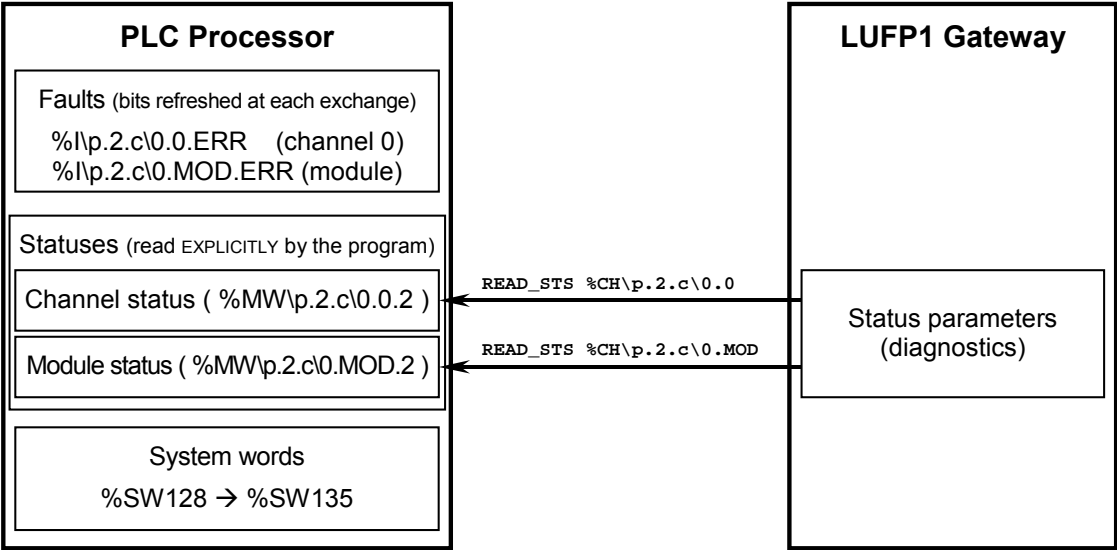 PLC Processor
Faults (bits refreshed at each exchange)
%I\p.2.c\0.0.ERR (channel 0)
%I\p.2.c\0.MOD.ERR (module)
Statuses (read EXPLICITLY by the program)
Channel status ( %MW\p.2.c\0.0.2 )
Module status ( %MW\p.2.c\0.MOD.2 )
System words
%SW128 → %SW135
READ_STS %CH\p.2.c\0.0
READ_STS %CH\p.2.c\0.MOD
LUFP1 Gateway
Status parameters
(diagnostics)